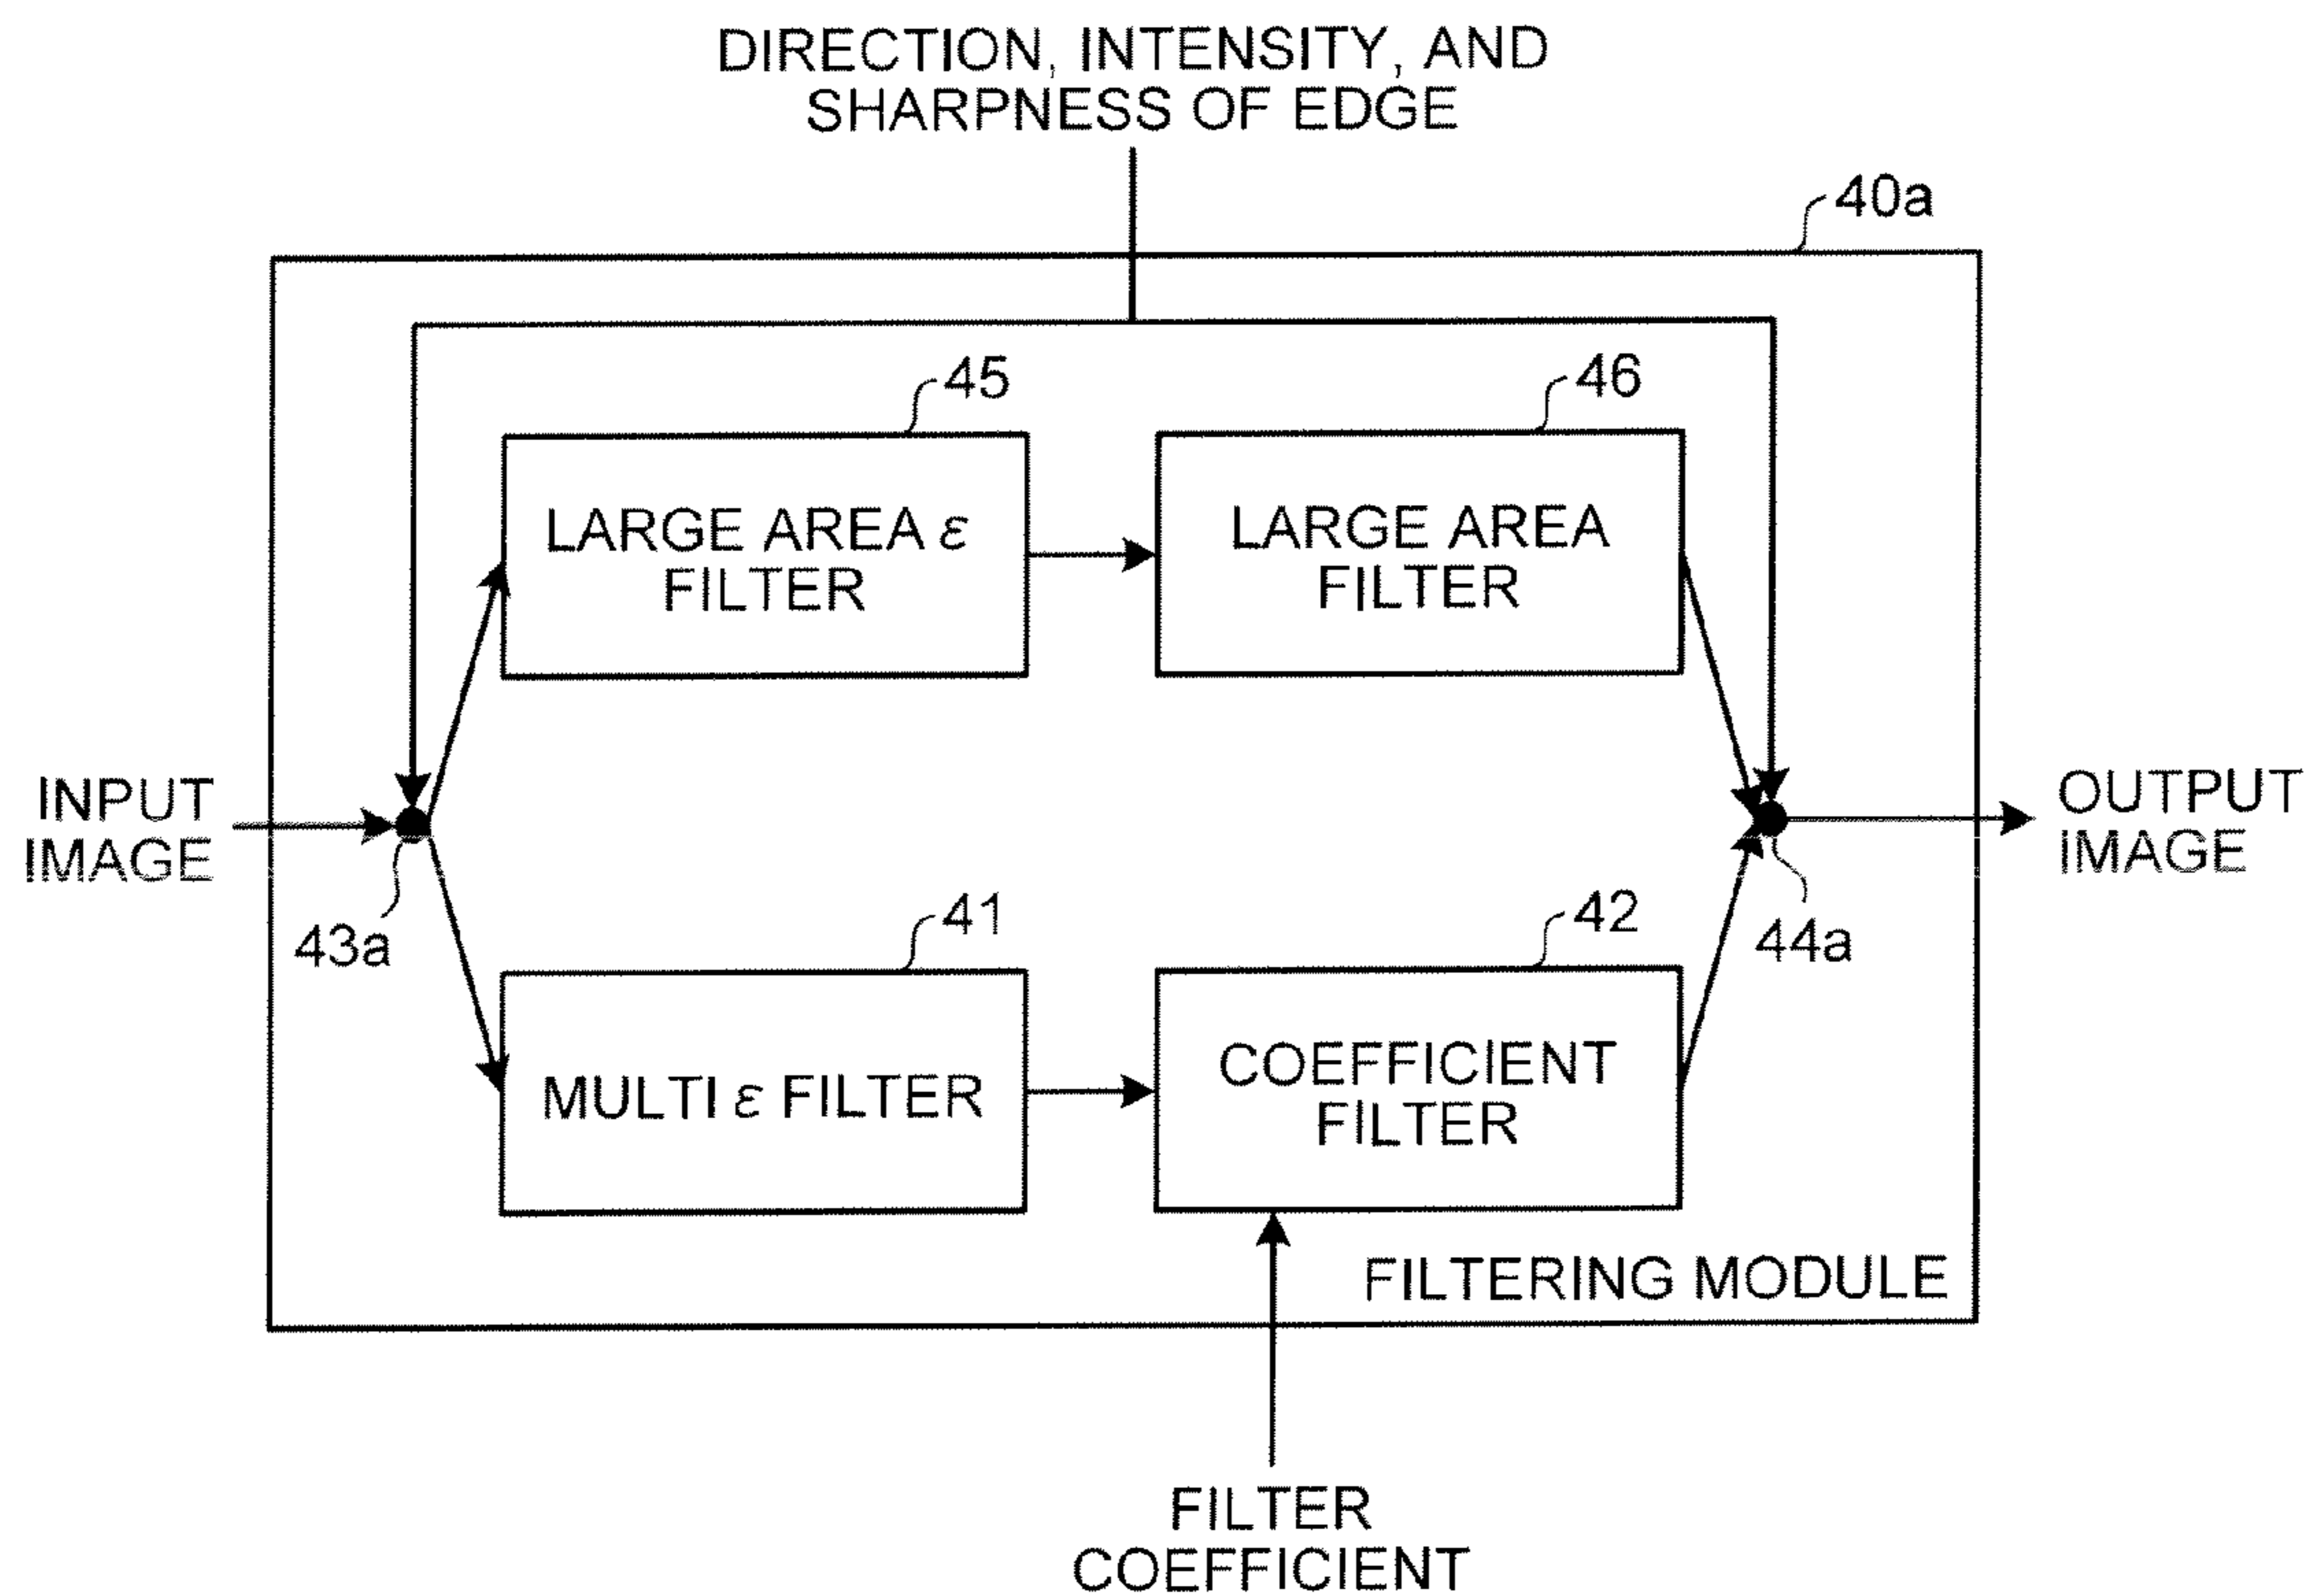 DIRECTION, INTENSITY, AND
SHARPNESS OF EDGE
40a
45
46
LARGE AREA ε
FILTER
LARGE AREA
FILTER
INPUT
IMAGE
OUTPUT
IMAGE
43a
41
42
44a
MULTI ε FILTER
COEFFICIENT
FILTER
FILTERING MODULE
FILTER
COEFFICIENT